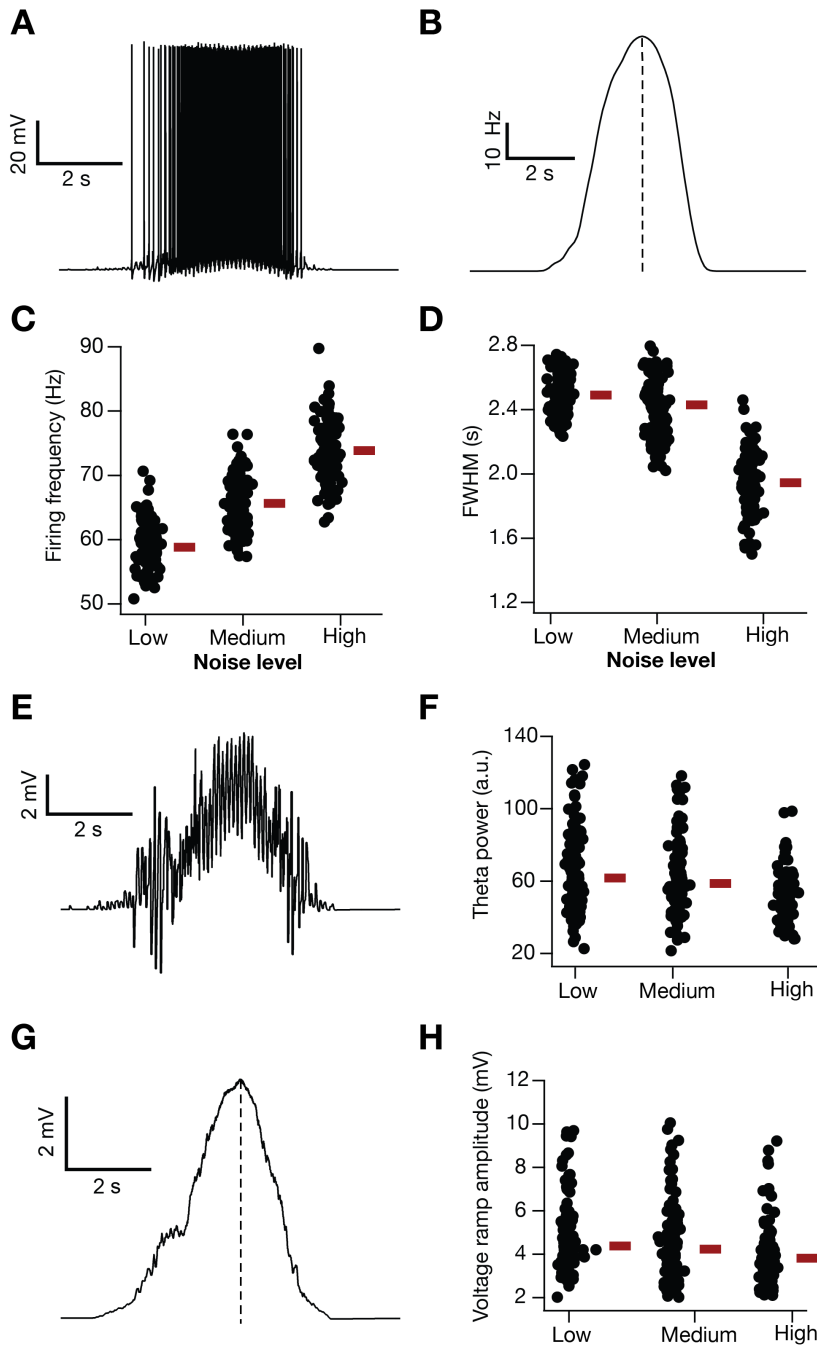 A
20 mV
2 s
B
10 Hz
2 s
C
Firing frequency (Hz)
90
80
70
60
50
Low Medium High
Noise level
D
FWHM (s)
2.8
2.4
2.0
1.6
1.2
Low Medium High
Noise level
E
2 mV
2 s
F
Theta power (a.u.)
140
100
60
20
Low Medium High
G
2 mV
2 s
H
Voltage ramp amplitude (mV)
12
10
8
6
4
2
Low Medium High